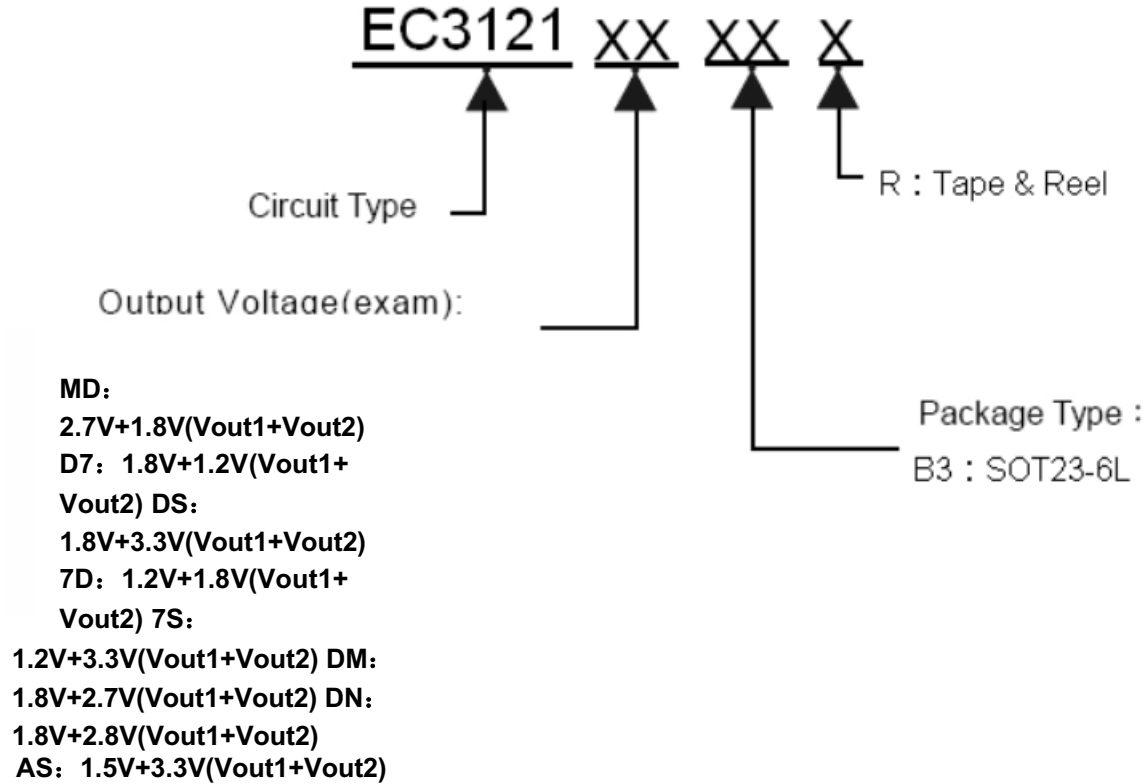 EC3121 XX XX X
R：Tape & Reel
Circuit Type
Output Voltage(exam):
MD：
2.7V+1.8V(Vout1+Vout2)
D7：1.8V+1.2V(Vout1+
Vout2) DS：
1.8V+3.3V(Vout1+Vout2)
7D：1.2V+1.8V(Vout1+
Vout2) 7S：
1.2V+3.3V(Vout1+Vout2) DM：
1.8V+2.7V(Vout1+Vout2) DN：
1.8V+2.8V(Vout1+Vout2)
AS：1.5V+3.3V(Vout1+Vout2)
Package Type：
B3：SOT23-6L